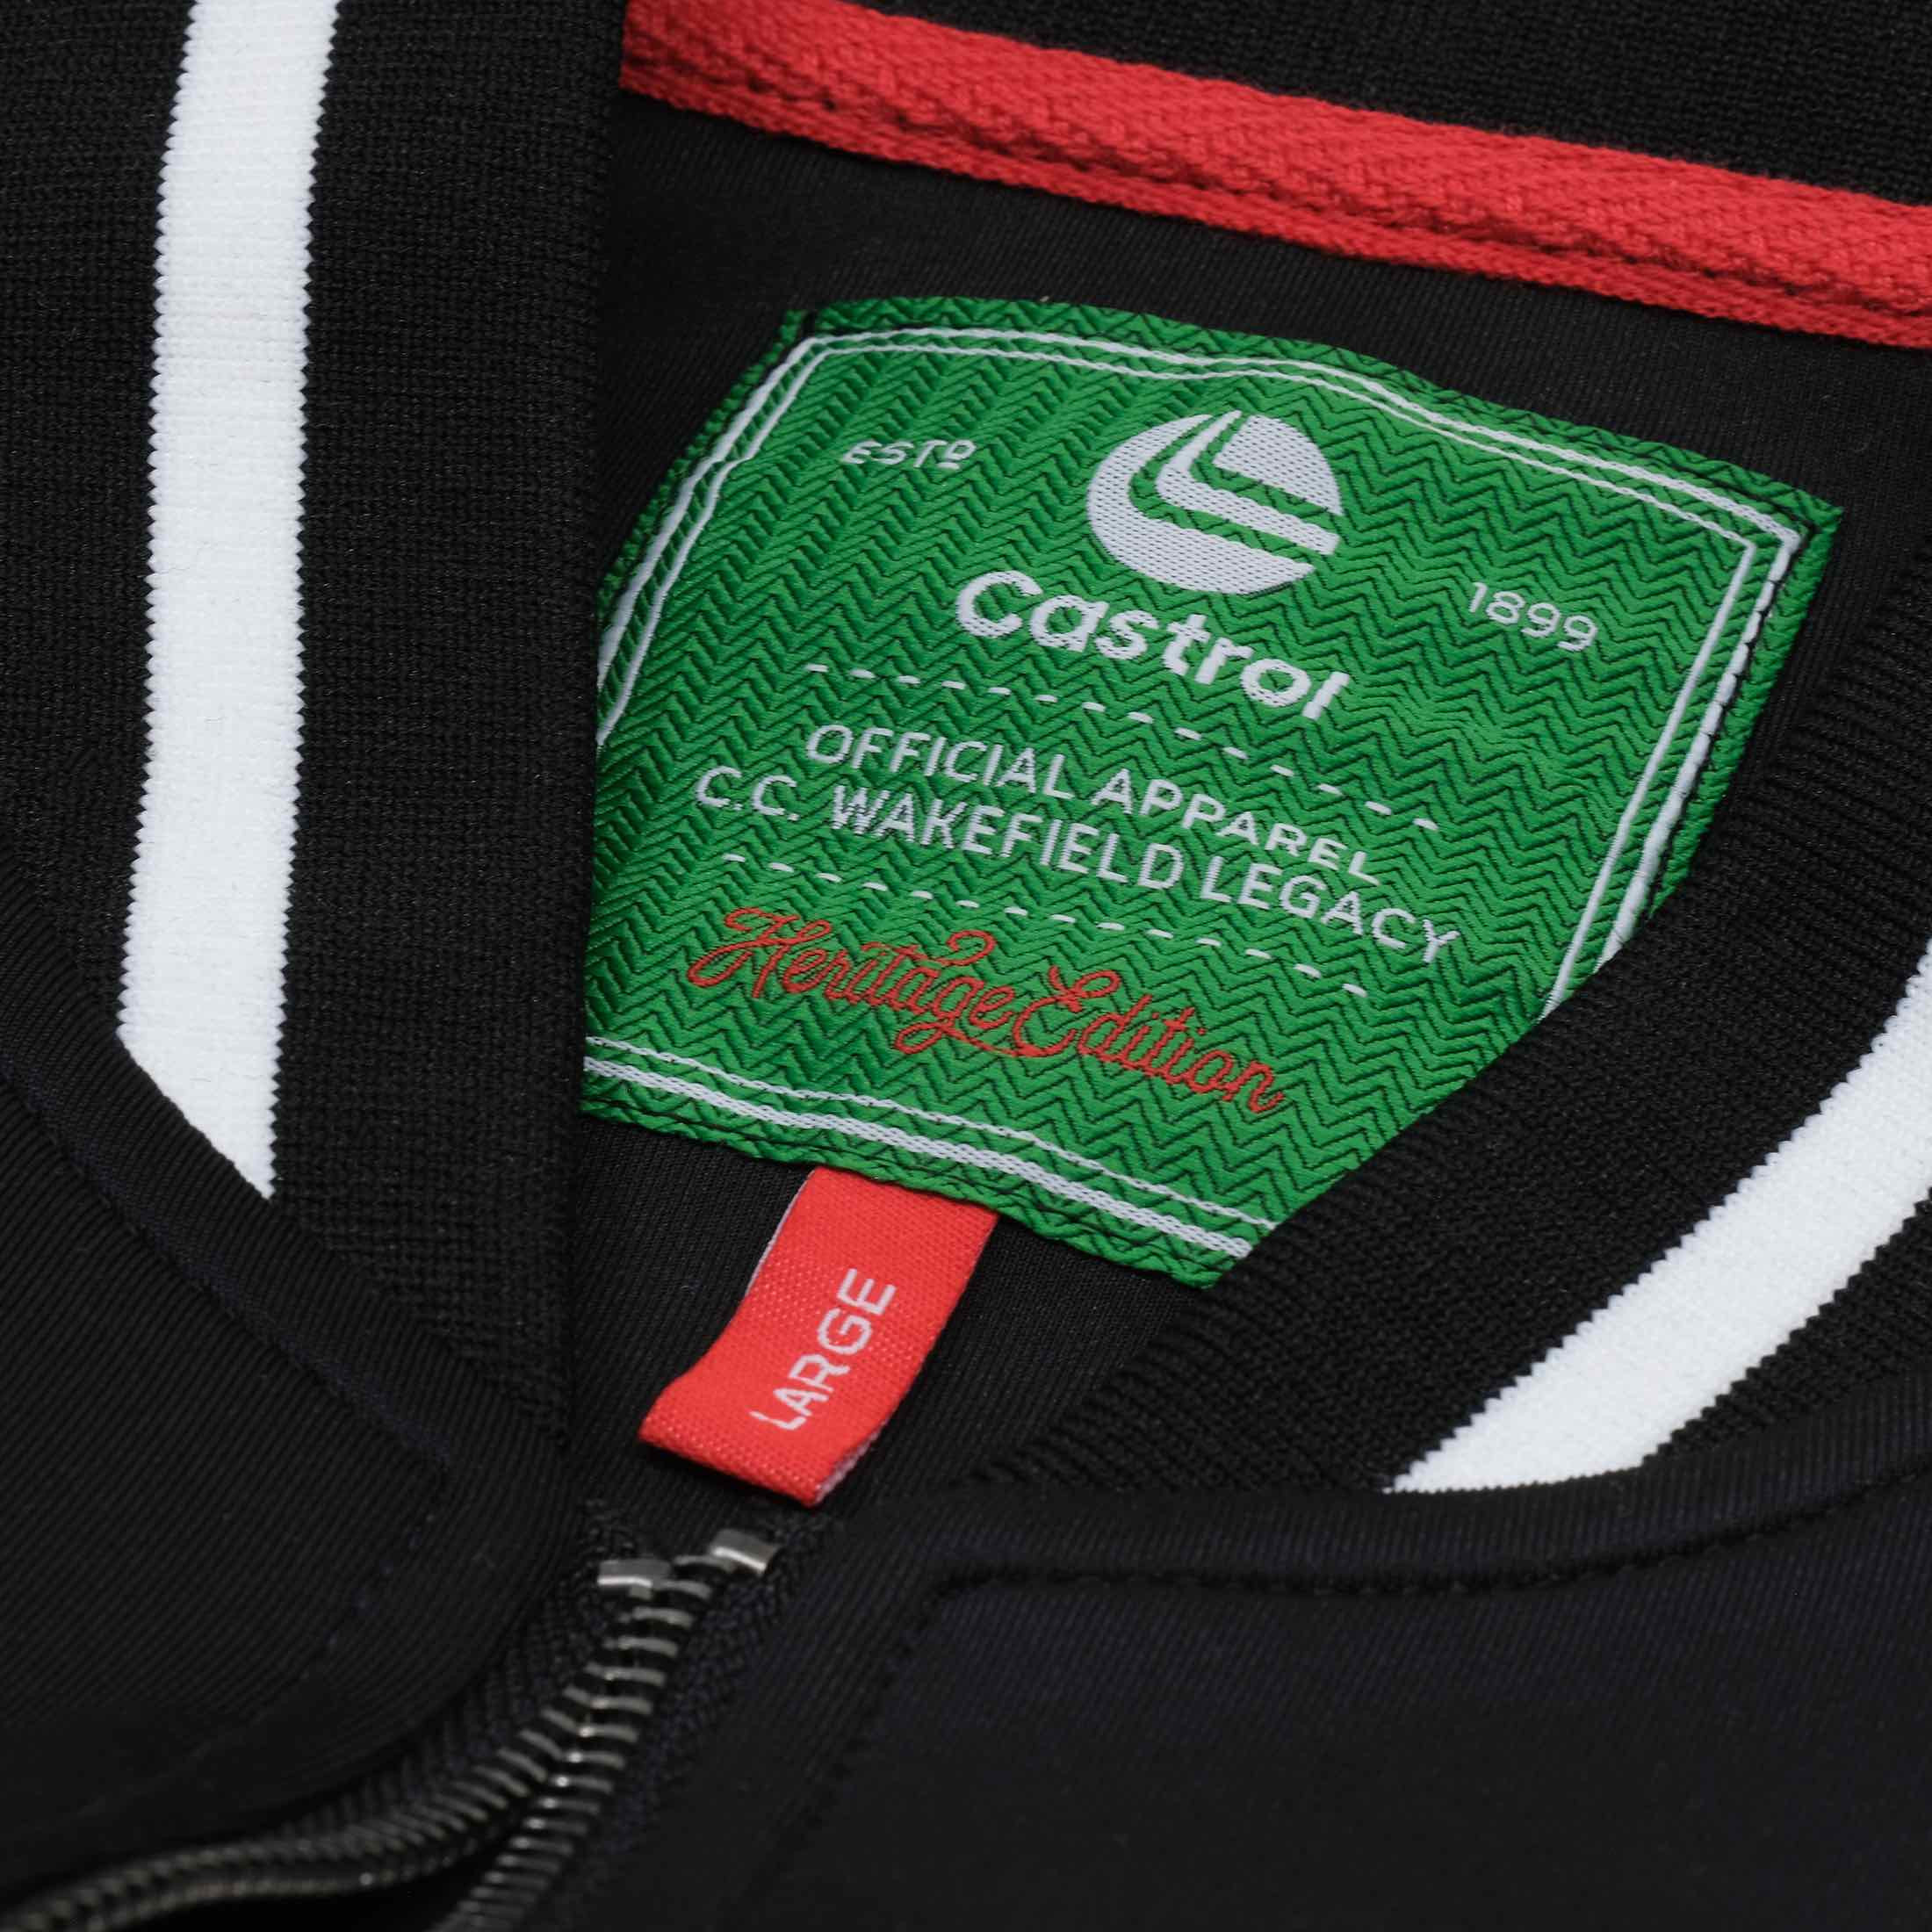 ESTD
1899
Castrol
OFFICIAL APPAREL
C.C. WAKEFIELD LEGACY
Heritage Edition
LARGE